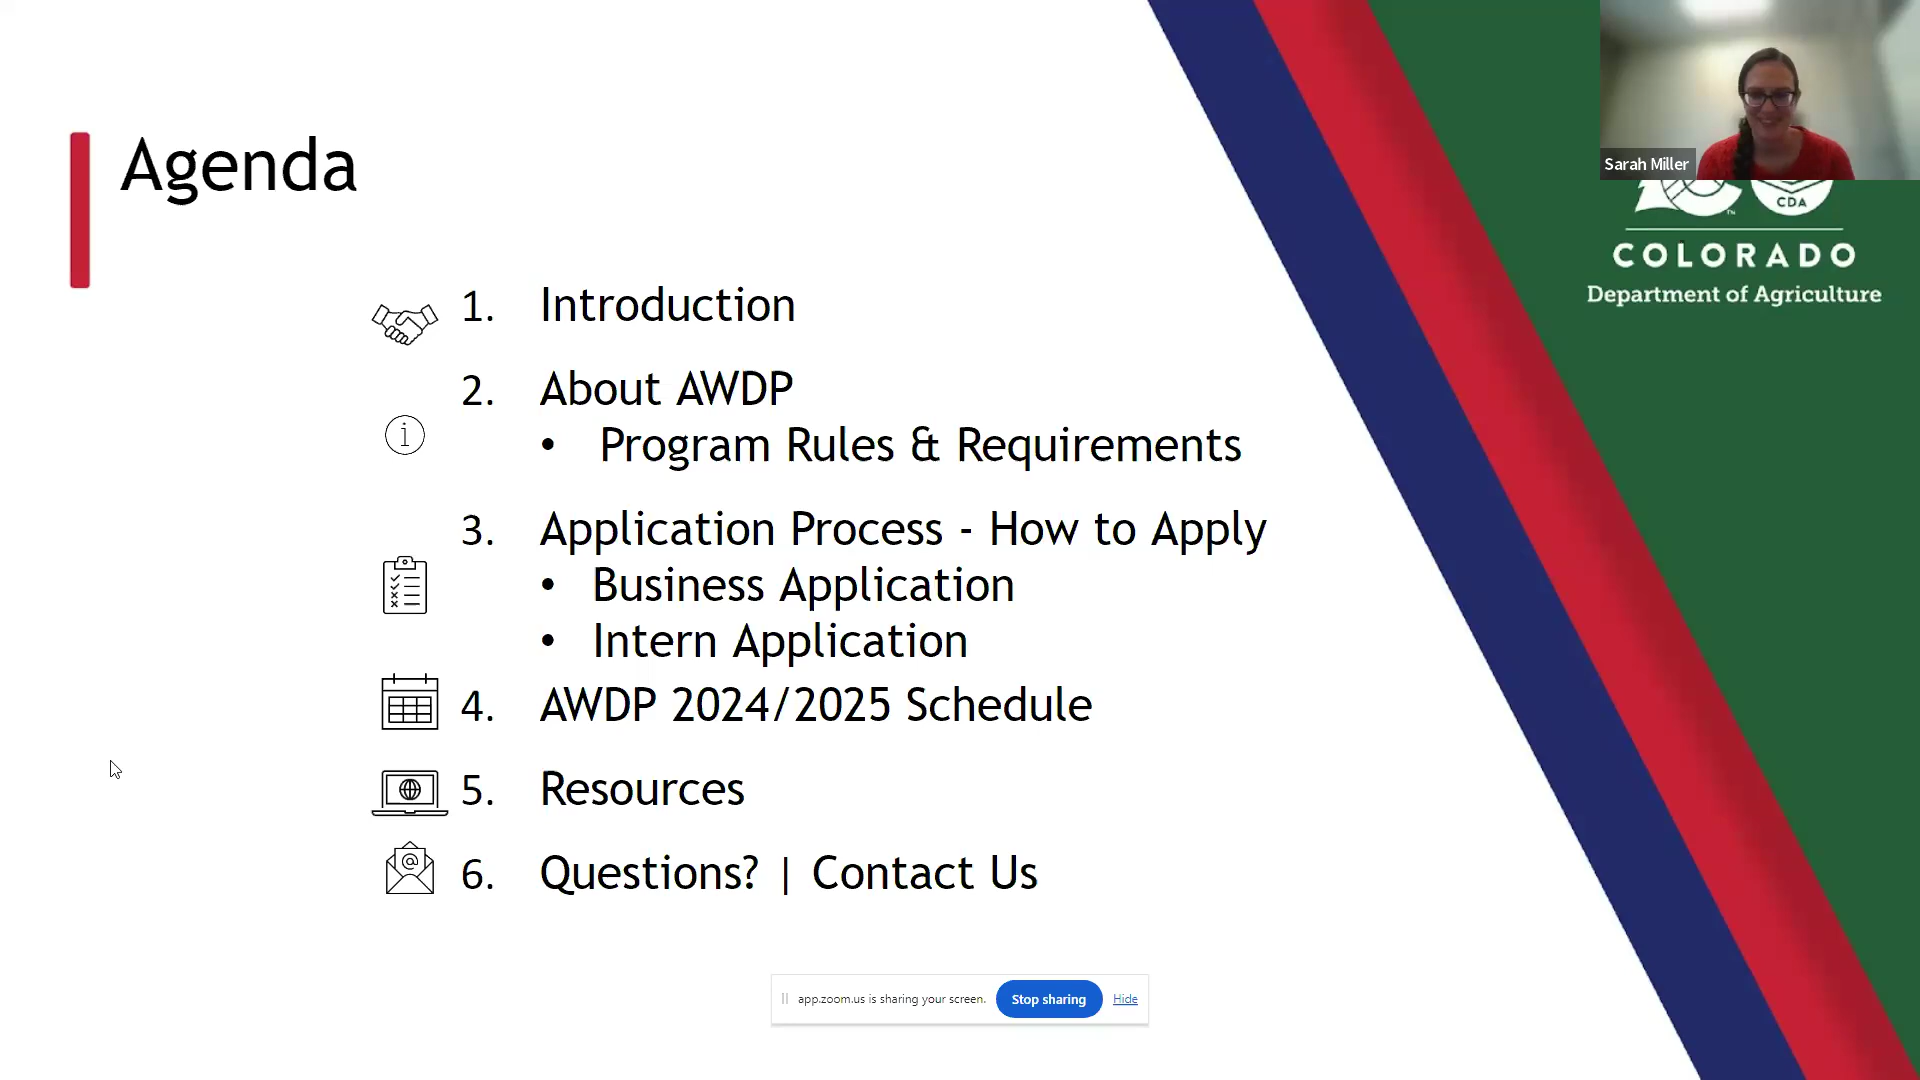 Agenda
1. Introduction
2. About AWDP
• Program Rules & Requirements
3. Application Process - How to Apply
• Business Application
• Intern Application
4. AWDP 2024/2025 Schedule
5. Resources
6. Questions? | Contact Us
Sarah Miller
TM
CDA
COLORADO
Department of Agriculture
app.zoom.us is sharing your screen.
Stop sharing
Hide